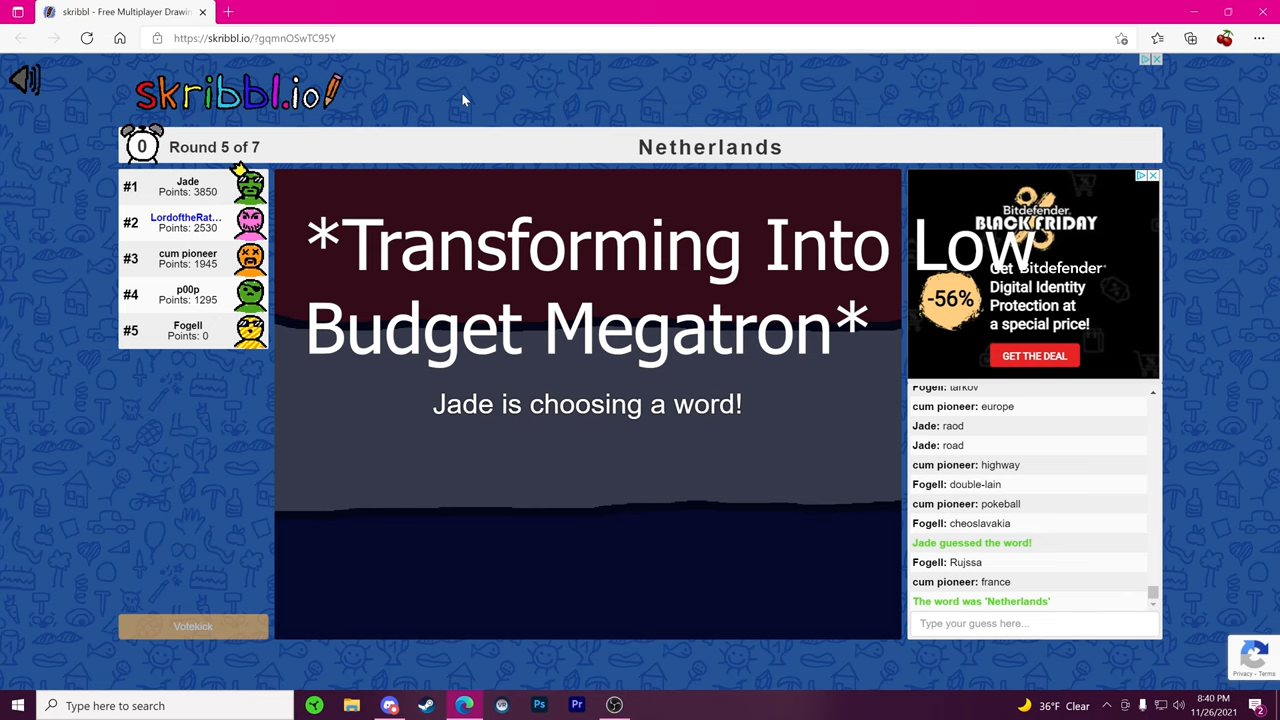 skribbl - Free Multiplayer Drawin
https://skribbl.io/?gqmnOSwTC95Y
skribbl.io
0
Round 5 of 7
Netherlands
#1
Jade
Points: 3850
#2
LordoftheRat...
Points: 2530
#3
cum pioneer
Points: 1945
#4
p00p
Points: 1295
#5
Fogell
Points: 0
Votekick
*Transforming Into Low
Budget Megatron*
Jade is choosing a word!
Bitdefender
BLACK FRIDAY
Get Bitdefender
Digital Identity
Protection at
a special price!
-56%
GET THE DEAL
Fogell: tarkov
cum pioneer: europe
Jade: raod
Jade: road
cum pioneer: highway
Fogell: double-lain
cum pioneer: pokeball
Fogell: cheoslavakia
Jade guessed the word!
Fogell: Rujssa
cum pioneer: france
The word was 'Netherlands'
Type your guess here...
Privacy - Terms
Type here to search
Ps
Pr
36°F Clear
8:40 PM
11/26/2021
2